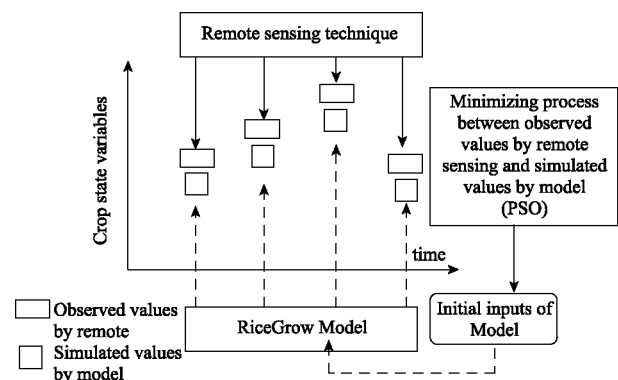 Remote sensing technique
Crop state variables
time
Minimizing process
between observed
values by remote
sensing and simulated
values by model
(PSO)
Observed values
by remote
Simulated values
by model
RiceGrow Model
Initial inputs of
Model